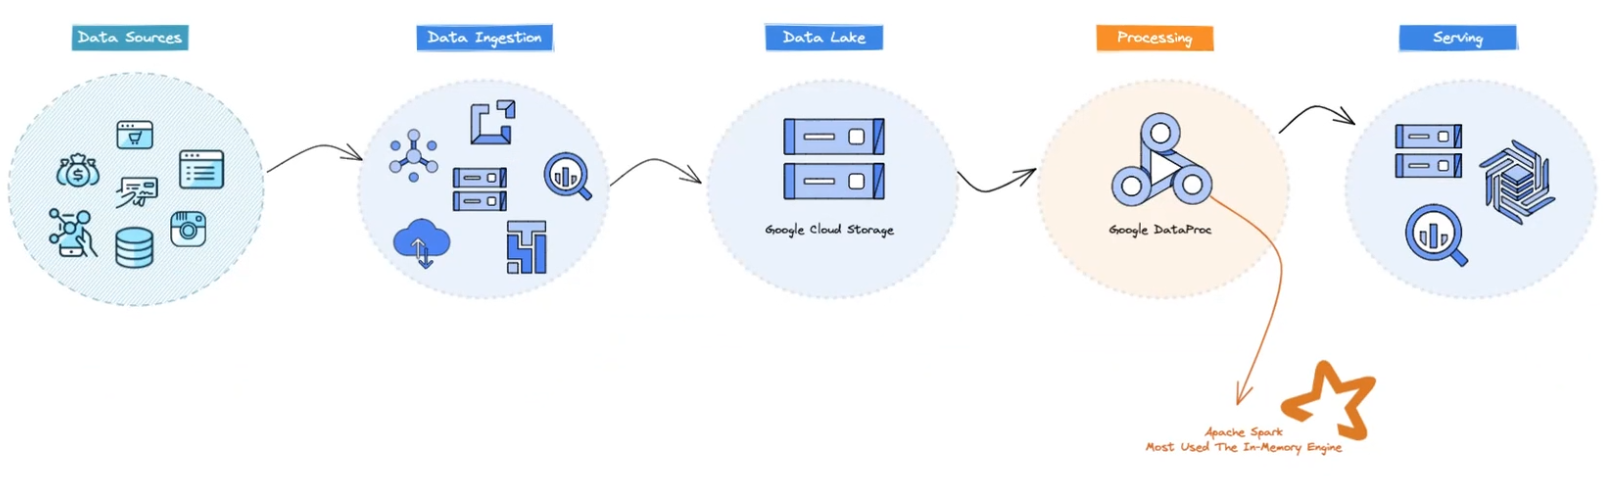 Data Sources
Data Ingestion
Data Lake
Processing
Serving
Google Cloud Storage
Google DataProc
Apache Spark
Most Used The In-Memory Engine